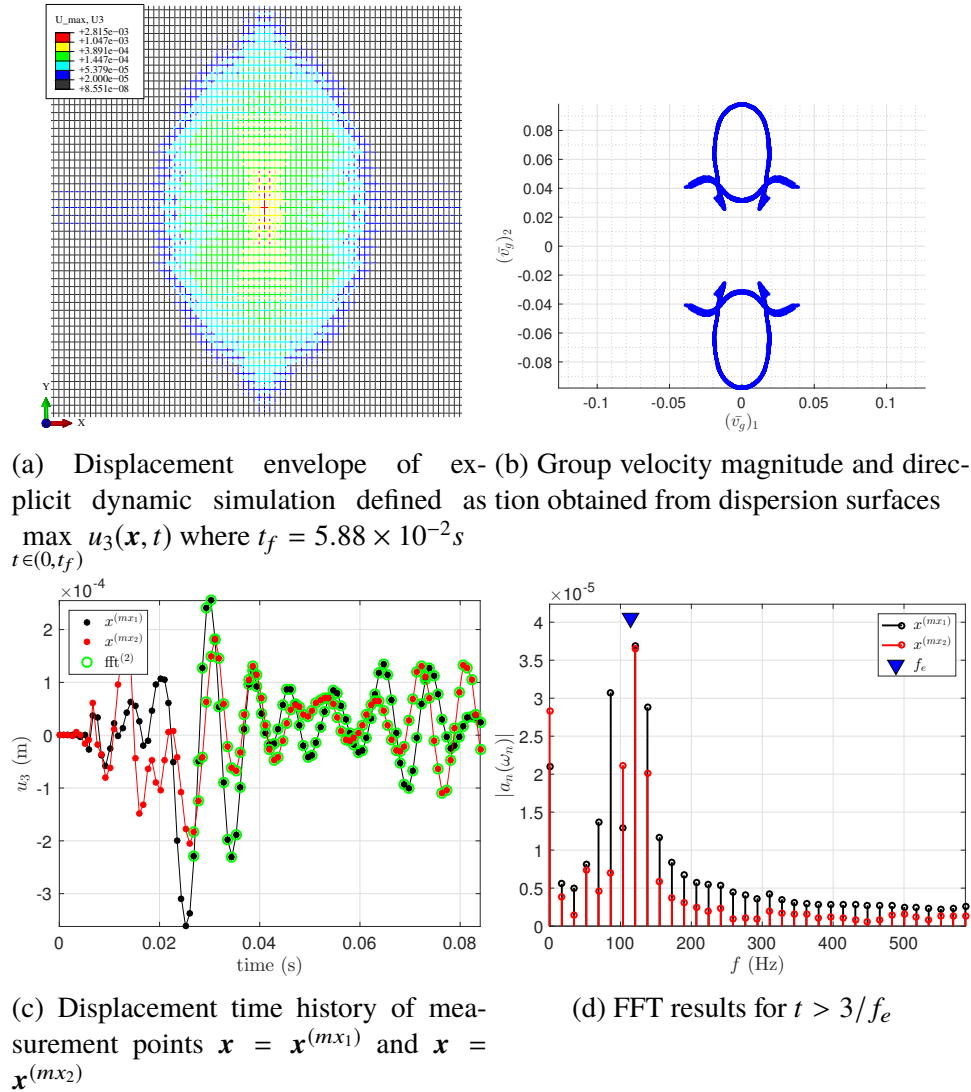 U_max, U3
+2.815e−03
+1.047e−03
+3.891e−04
+1.447e−04
+5.379e−05
+2.000e−05
+8.551e−08
Y
X
0.08
0.06
0.04
0.02
0
-0.02
-0.04
-0.06
-0.08
(v̄g)2
-0.1 -0.05 0 0.05 0.1
(v̄g)1
(a) Displacement envelope of ex-
plicit dynamic simulation defined as
max u3(x, t) where tf = 5.88 × 10−2s
t∈(0,tf)
(b) Group velocity magnitude and direc-
tion obtained from dispersion surfaces
×10-4
2
1
0
-1
-2
-3
u3 (m)
x(mx1)
x(mx2)
fft(2)
0 0.02 0.04 0.06 0.08
time (s)
×10-5
4
3.5
3
2.5
2
1.5
1
0.5
0
|an(ωn)|
x(mx1)
x(mx2)
fe
0 100 200 300 400 500
f (Hz)
(c) Displacement time history of mea-
surement points x = x(mx1) and x =
x(mx2)
(d) FFT results for t > 3/fe